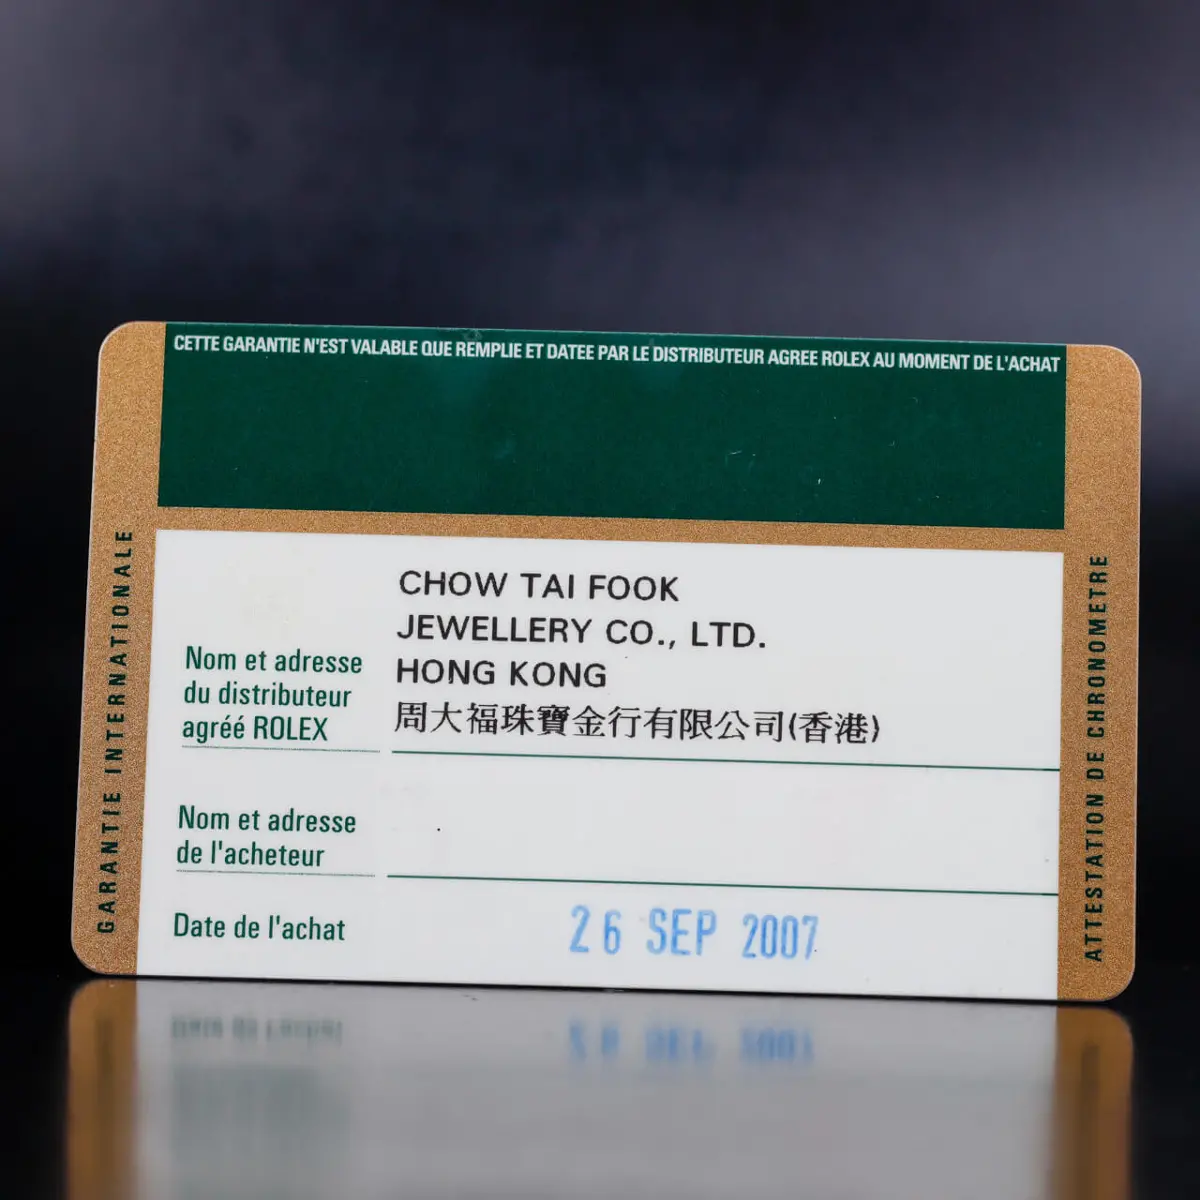 CETTE GARANTIE N'EST VALABLE QUE REMPLIE ET DATEE PAR LE DISTRIBUTEUR AGREE ROLEX AU MOMENT DE L'ACHAT
GARANTIE INTERNATIONALE
CHOW TAI FOOK
JEWELLERY CO., LTD.
HONG KONG
周大福珠寶金行有限公司(香港)
Nom et adresse
du distributeur
agréé ROLEX
Nom et adresse
de l'acheteur
Date de l'achat
26 SEP 2007
ATTESTATION DE CHRONOMETRE